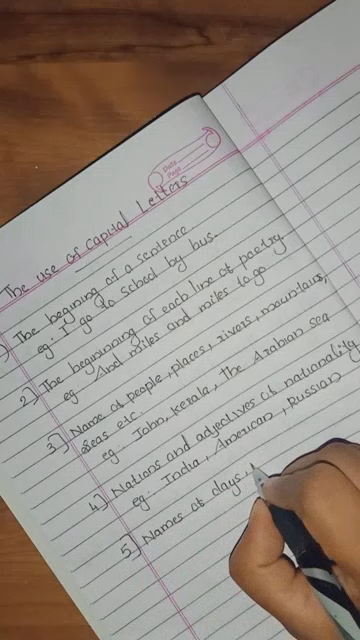 Date
Page
The use of capital Letters
1) The begining of a sentence
eg: I go to school by bus.
2) The beginning of each line of poetry
eg. And miles and miles to go
3) Name of people, places, rivers, mountains,
seas etc.
eg. John, Kerala, The Arabian sea
4) Nations and adjectives of nationality
eg. India, American, Russian
5) Names of days